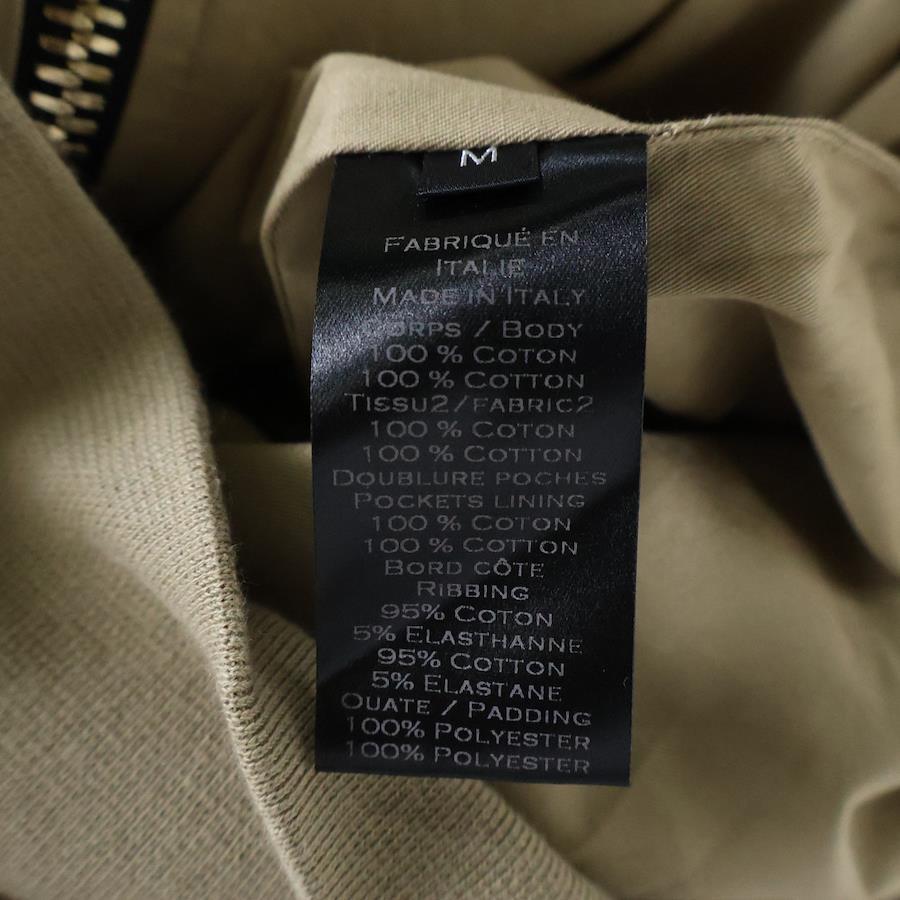 M
FABRIQUÉ EN
ITALIE
MADE IN ITALY
CORPS / BODY
100 % COTON
100 % COTTON
TISSU2/FABRIC2
100 % COTON
100 % COTTON
DOUBLURE POCHES
POCKETS LINING
100 % COTON
100 % COTTON
BORD CÔTE
RIBBING
95% COTON
5% ELASTHANNE
95% COTTON
5% ELASTANE
OUATE / PADDING
100% POLYESTER
100% POLYESTER